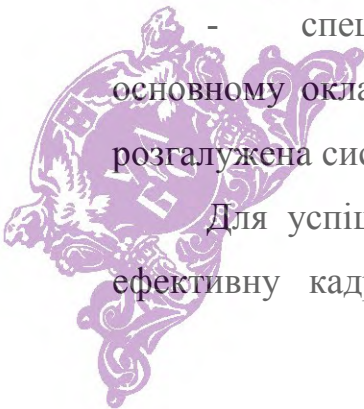 - спец
основному окла
розгалужена сис
Для успіш
ефективну кад